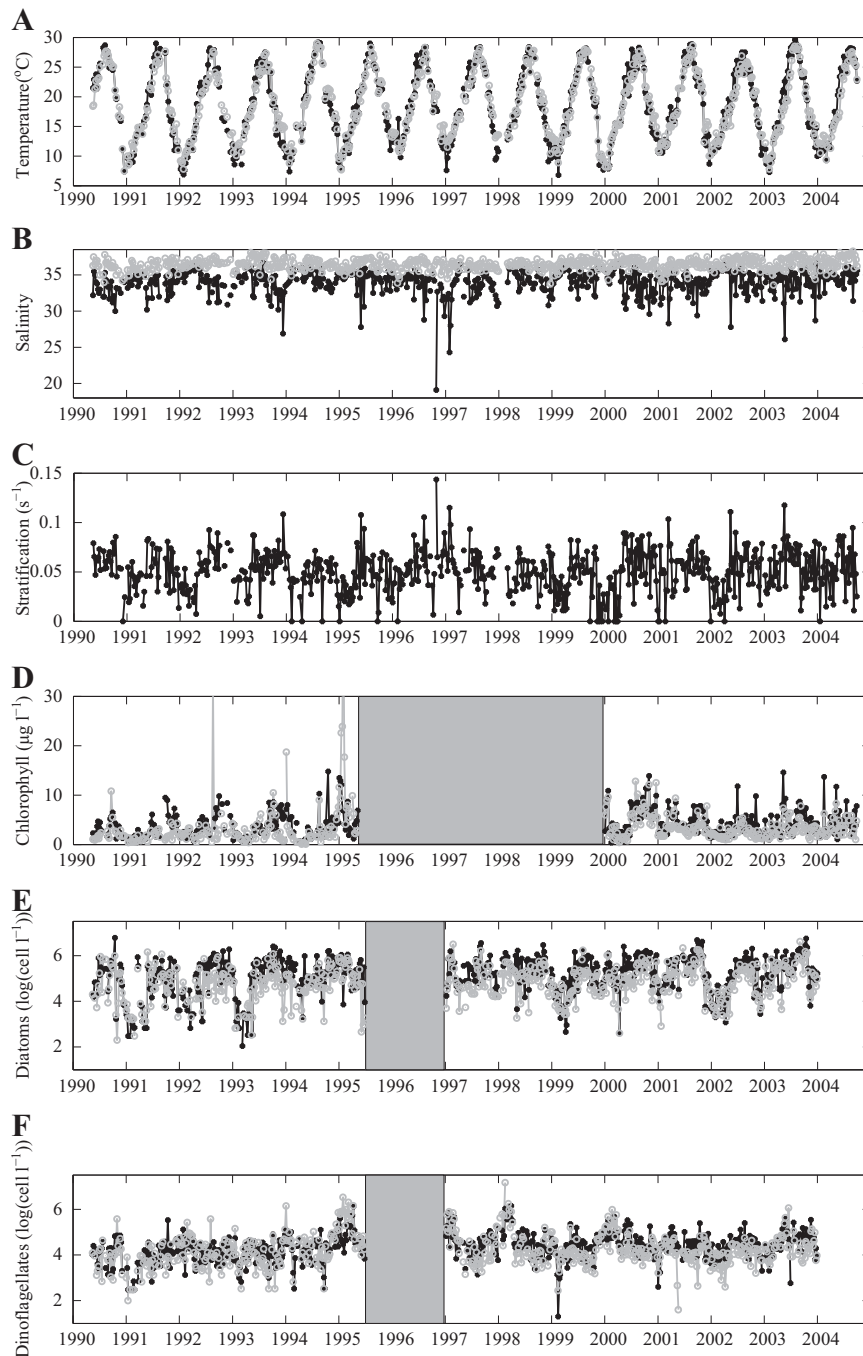 A
Temperature(°C)
30
25
20
15
10
5
1990 1991 1992 1993 1994 1995 1996 1997 1998 1999 2000 2001 2002 2003 2004
B
Salinity
35
30
25
20
1990 1991 1992 1993 1994 1995 1996 1997 1998 1999 2000 2001 2002 2003 2004
C
Stratification (s⁻¹)
0.15
0.1
0.05
0
1990 1991 1992 1993 1994 1995 1996 1997 1998 1999 2000 2001 2002 2003 2004
D
Chlorophyll (µg l⁻¹)
30
20
10
0
1990 1991 1992 1993 1994 1995 1996 1997 1998 1999 2000 2001 2002 2003 2004
E
Diatoms (log(cell l⁻¹))
6
4
2
1990 1991 1992 1993 1994 1995 1996 1997 1998 1999 2000 2001 2002 2003 2004
F
Dinoflagellates (log(cell l⁻¹))
6
4
2
1990 1991 1992 1993 1994 1995 1996 1997 1998 1999 2000 2001 2002 2003 2004